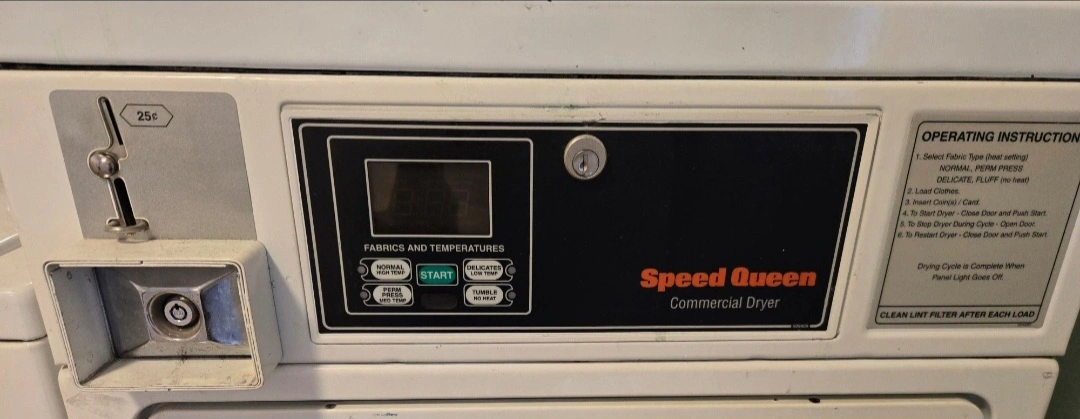 25¢
FABRICS AND TEMPERATURES
NORMAL
HIGH TEMP
START
DELICATES
LOW TEMP
PERM
PRESS
MED TEMP
TUMBLE
NO HEAT
Speed Queen
Commercial Dryer
OPERATING INSTRUCTION
1. Select Fabric Type (heat setting)
NORMAL, PERM PRESS
DELICATE, FLUFF (no heat)
2. Load Clothes.
3. Insert Coin(s) / Card.
4. To Start Dryer - Close Door and Push Start.
5. To Stop Dryer During Cycle - Open Door.
6. To Restart Dryer - Close Door and Push Start.
Drying Cycle is Complete When
Panel Light Goes Off.
CLEAN LINT FILTER AFTER EACH LOAD